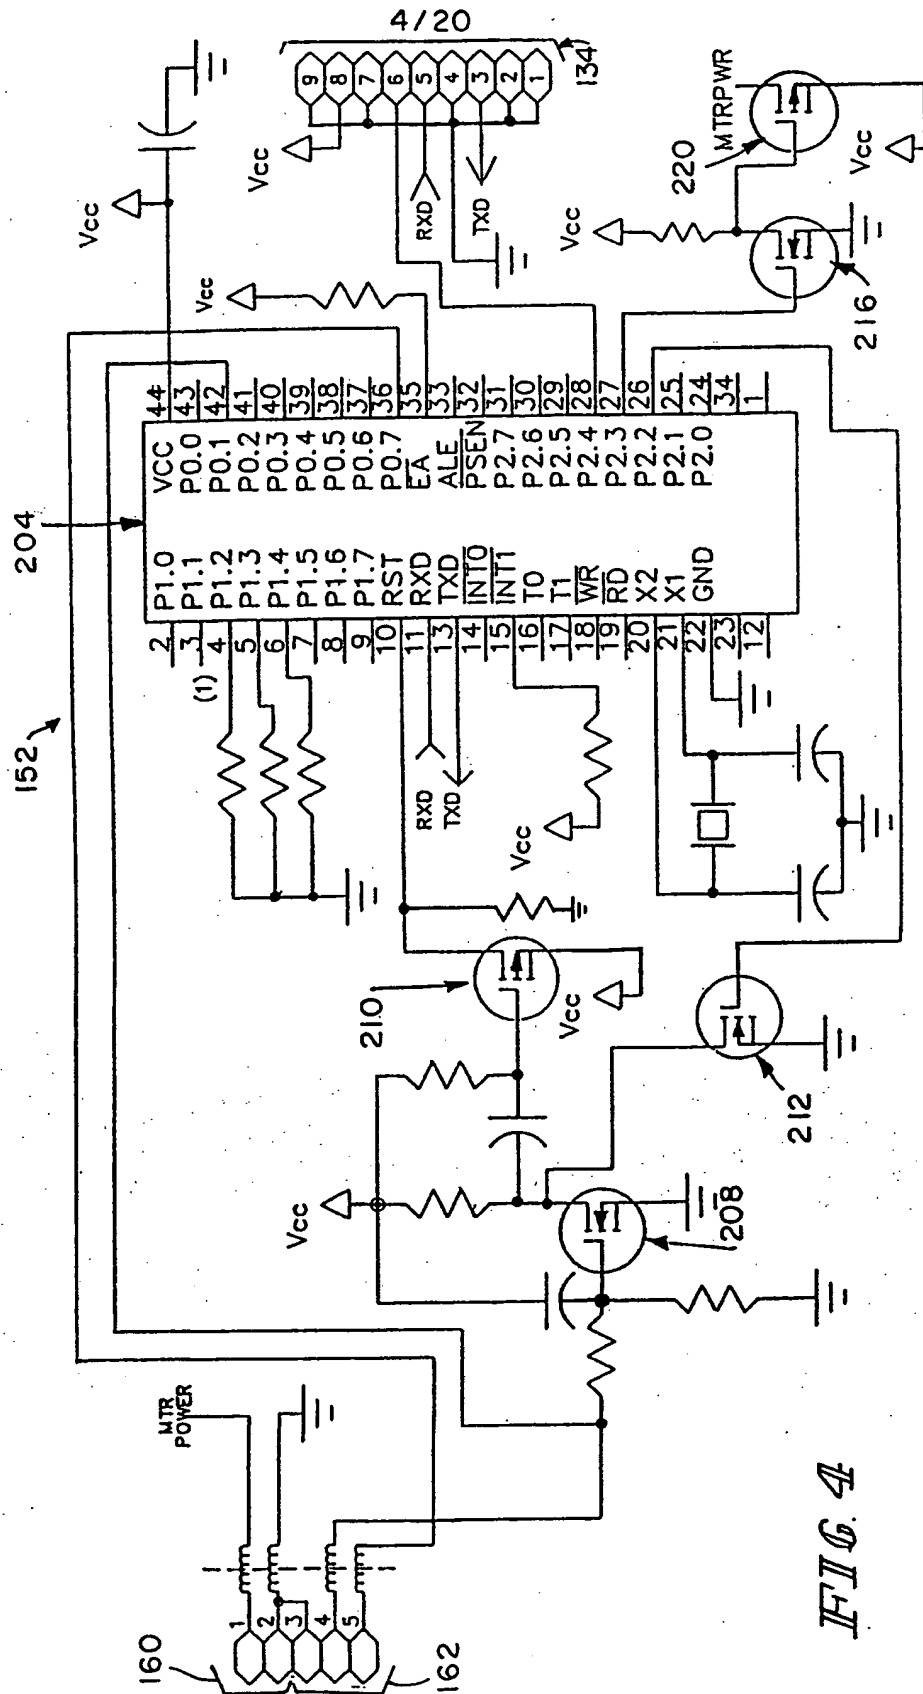 4/20
9
8
7
6
5
4
3
2
1
134
Vcc
Vcc
RXD
TXD
MTRPWR
220
Vcc
Vcc
216
Vcc
204
152
44
43
42
41
40
39
38
37
36
35
33
32
31
30
29
28
27
26
25
24
34
1
VCC
P0.0
P0.1
P0.2
P0.3
P0.4
P0.5
P0.6
P0.7
EA
ALE
PSEN
P2.7
P2.6
P2.5
P2.4
P2.3
P2.2
P2.1
P2.0
P1.0
P1.1
P1.2
P1.3
P1.4
P1.5
P1.6
P1.7
RST
RXD
TXD
INT0
INT1
T0
T1
WR
RD
X2
X1
GND
2
3
4
5
6
7
8
9
10
11
13
14
15
16
17
18
19
20
21
22
23
12
(1)
RXD
TXD
Vcc
210
Vcc
212
Vcc
208
MTR
POWER
1
2
3
4
5
160
162
FIG. 4